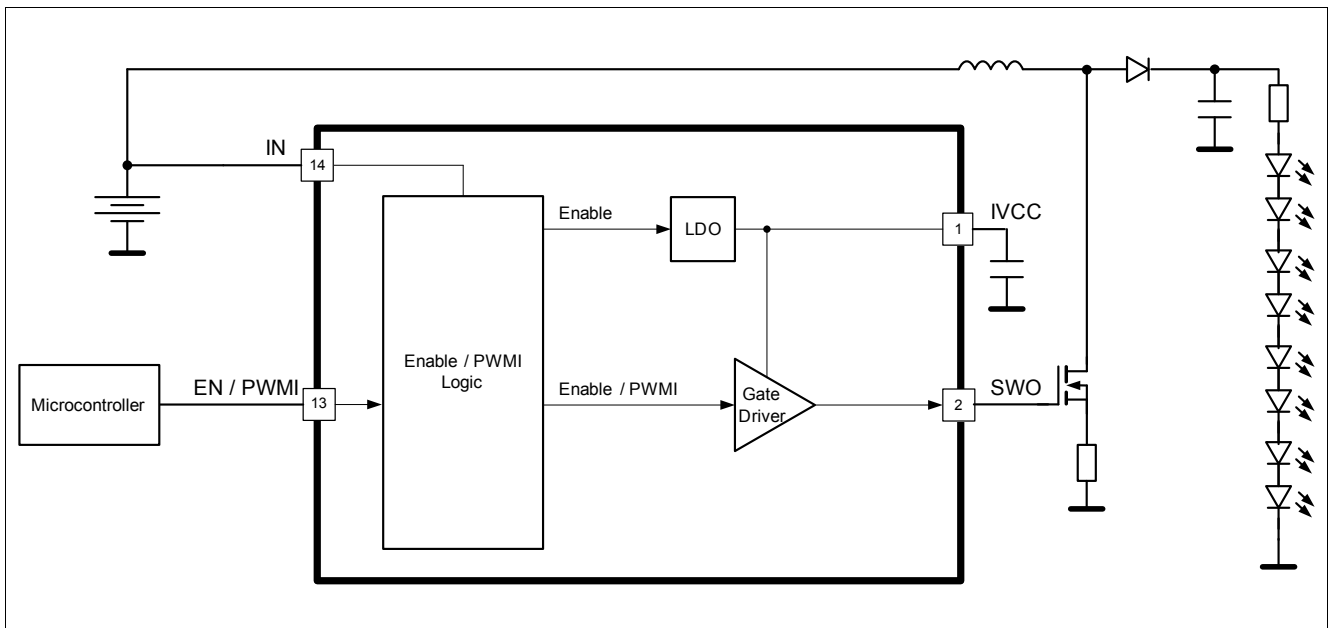 IN
14
Enable
LDO
IVCC
1
Microcontroller
EN / PWMI
13
Enable / PWMI
Logic
Enable / PWMI
Gate
Driver
SWO
2